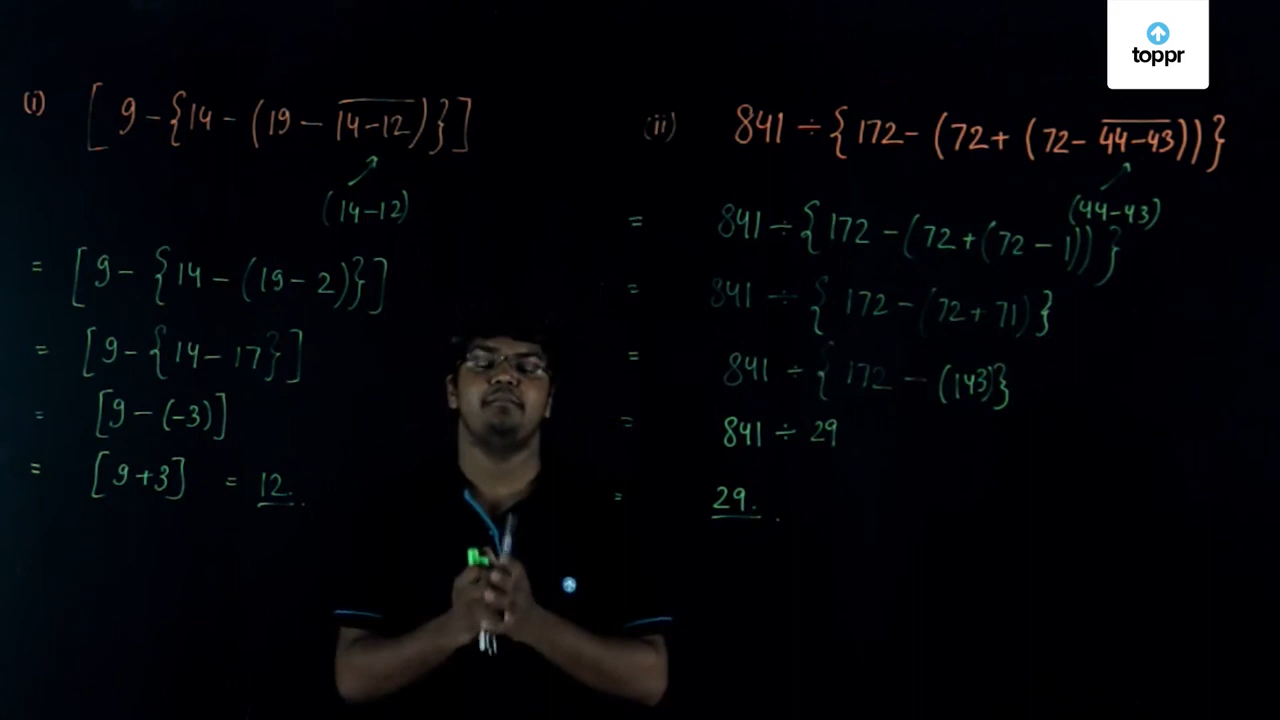 toppr
(i) [9-{14-(19-\overline{14-12})}]
(14-12)
= [9-{14-(19-2)}]
= [9-{14-17}]
= [9-(-3)]
= [9+3] = 12.
(ii) 841÷{172-(72+(72-\overline{44-43}))}
(44-43)
= 841÷{172-(72+(72-1))}
= 841÷{172-(72+71)}
= 841÷{172-(143)}
= 841÷29
= 29.